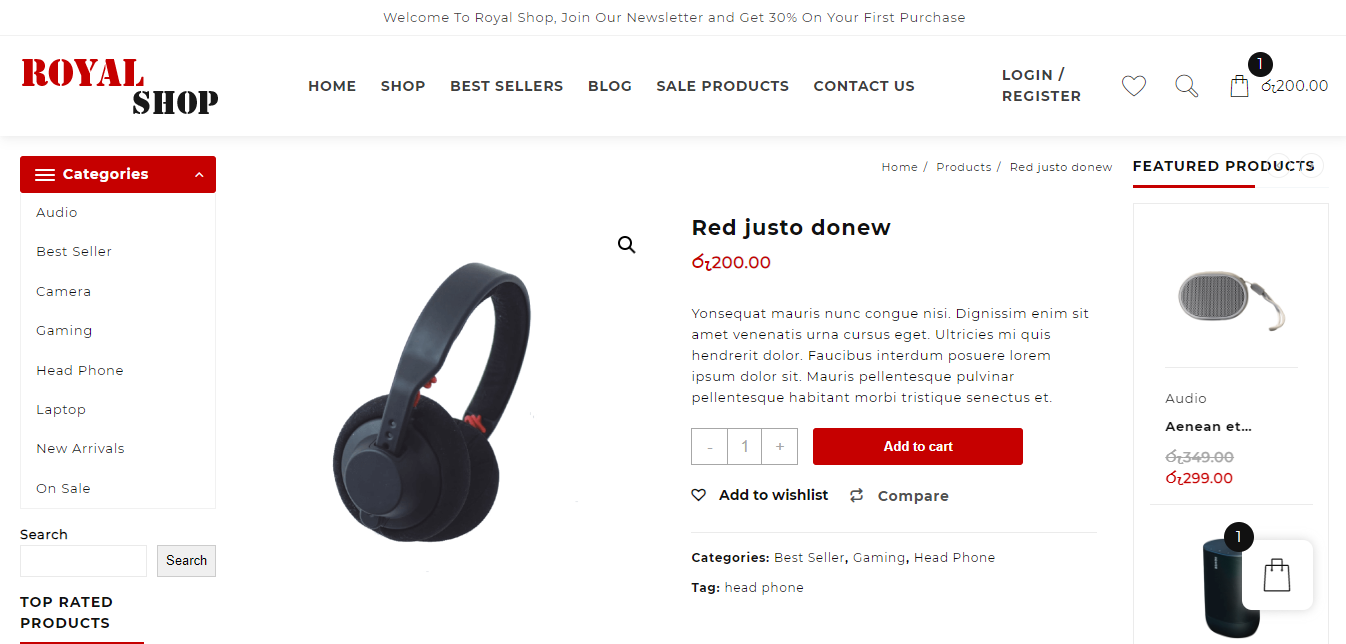 Welcome To Royal Shop, Join Our Newsletter and Get 30% On Your First Purchase
ROYAL
SHOP
HOME
SHOP
BEST SELLERS
BLOG
SALE PRODUCTS
CONTACT US
LOGIN /
REGISTER
1
රු200.00
Categories
Audio
Best Seller
Camera
Gaming
Head Phone
Laptop
New Arrivals
On Sale
Search
Search
TOP RATED
PRODUCTS
Home / Products / Red justo donew
Red justo donew
රු200.00
Yonsequat mauris nunc congue nisi. Dignissim enim sit
amet venenatis urna cursus eget. Ultricies mi quis
hendrerit dolor. Faucibus interdum posuere lorem
ipsum dolor sit. Mauris pellentesque pulvinar
pellentesque habitant morbi tristique senectus et.
- 1 +
Add to cart
Add to wishlist
Compare
Categories: Best Seller, Gaming, Head Phone
Tag: head phone
FEATURED PRODUCTS
Audio
Aenean et...
රු349.00
රු299.00
1